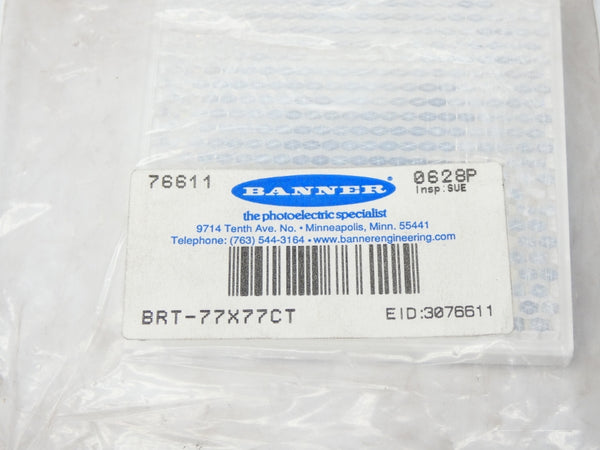 76611 BANNER 0628P
Insp:SUE
the photoelectric specialist
9714 Tenth Ave. No. • Minneapolis, Minn. 55441
Telephone: (763) 544-3164 • www.bannerengineering.com
BRT-77X77CT EID:3076611